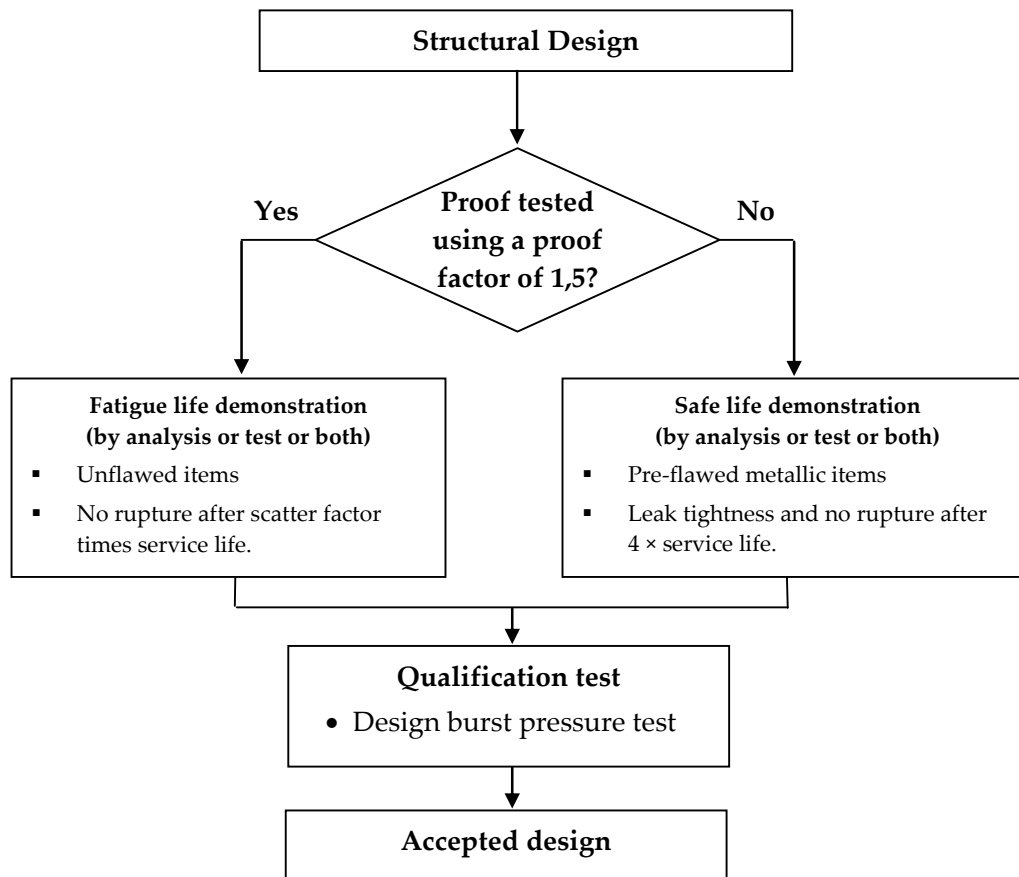 Structural Design
Yes
Proof tested
using a proof
factor of 1,5?
No
Fatigue life demonstration
(by analysis or test or both)
▪ Unflawed items
▪ No rupture after scatter factor
times service life.
Safe life demonstration
(by analysis or test or both)
▪ Pre-flawed metallic items
▪ Leak tightness and no rupture after
4 × service life.
Qualification test
• Design burst pressure test
Accepted design